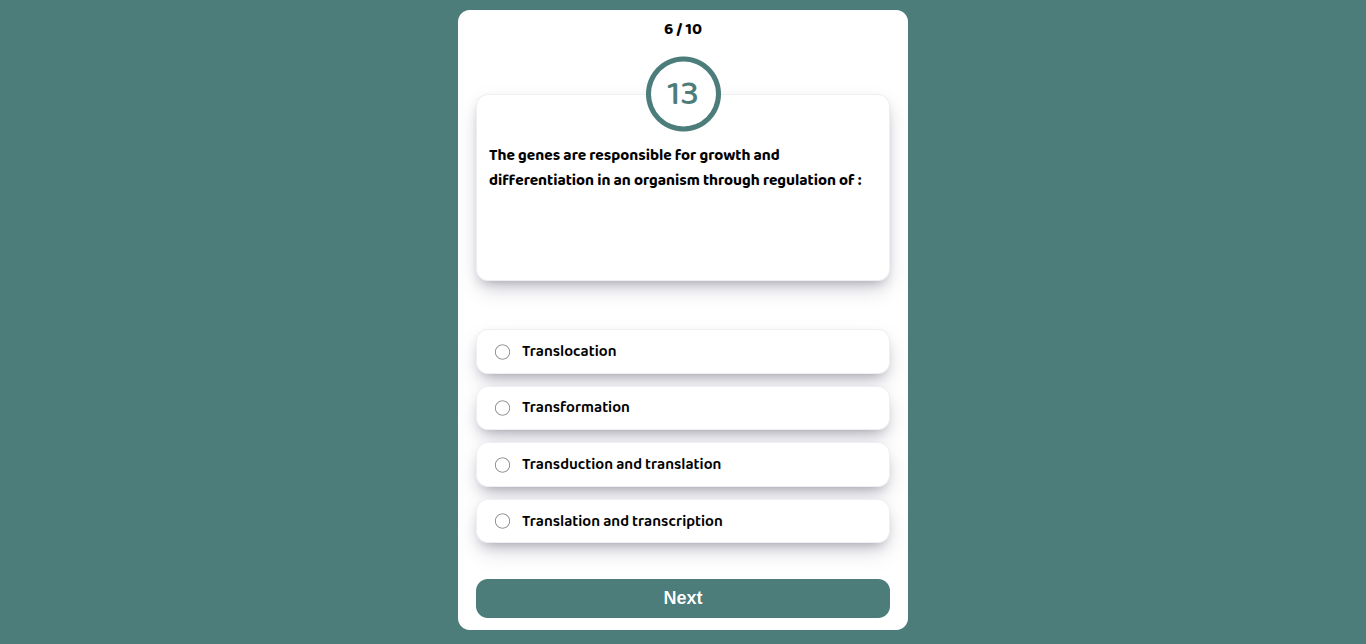 6 / 10
13
The genes are responsible for growth and
differentiation in an organism through regulation of :
Translocation
Transformation
Transduction and translation
Translation and transcription
Next